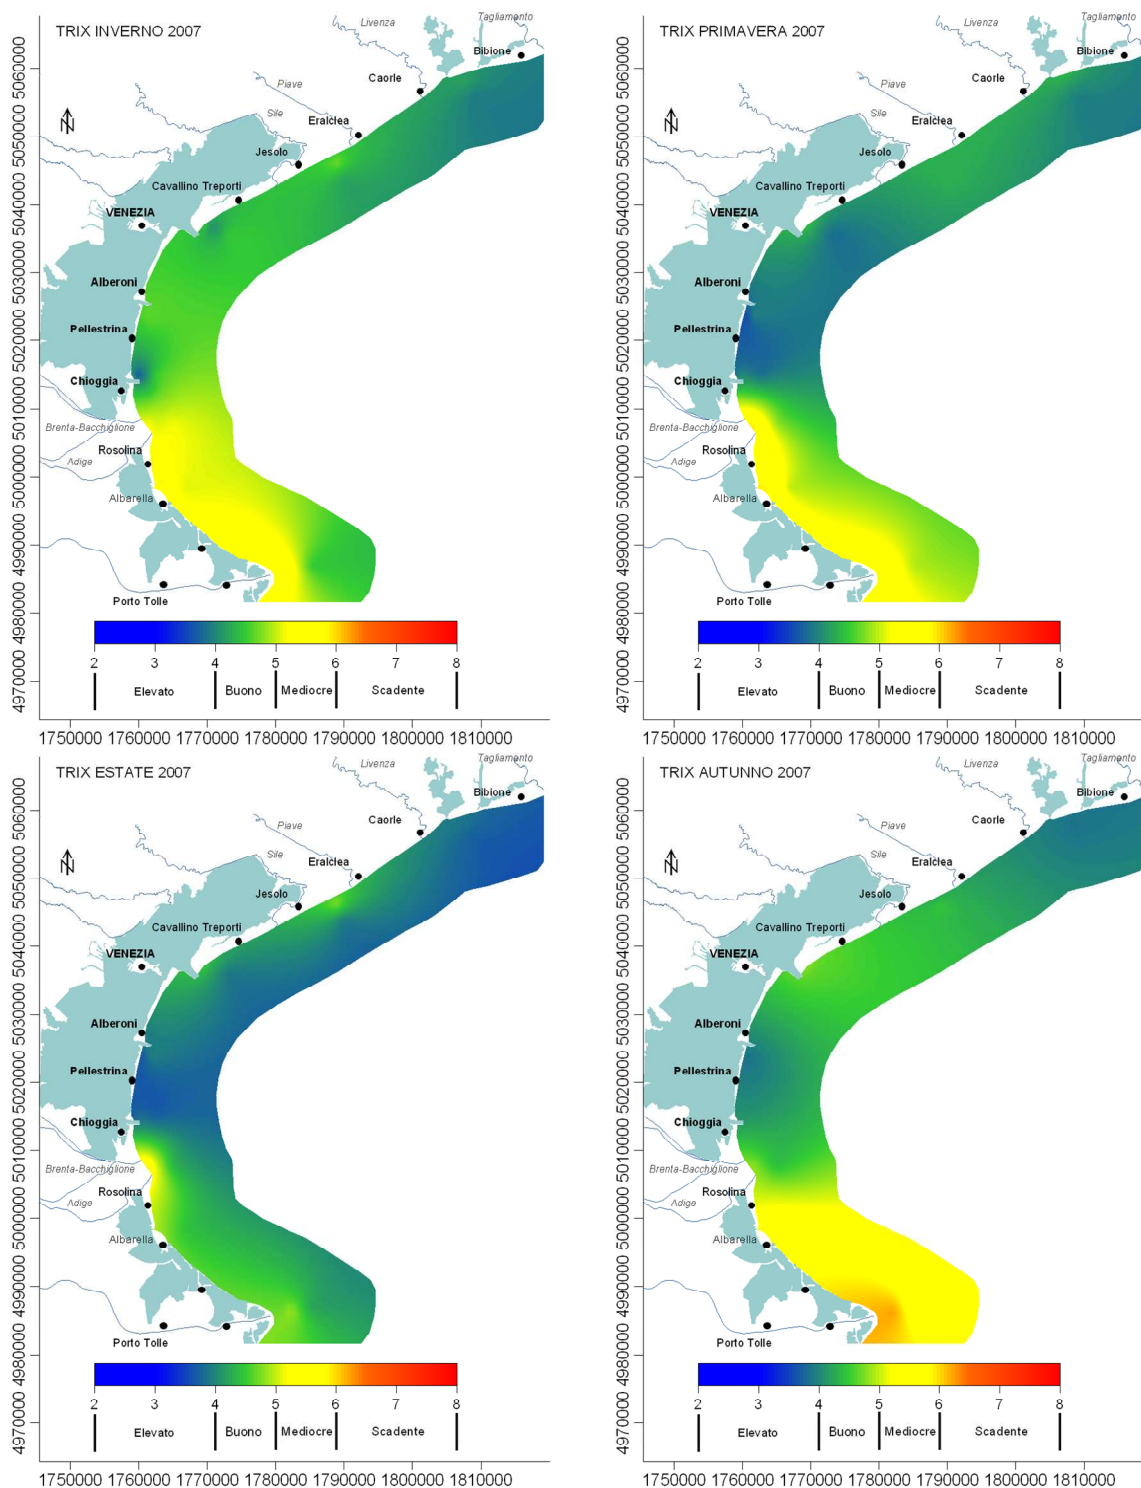 TRIX INVERNO 2007
Livenza
Tagliamento
Bibione
Caorle
Piave
Eraclea
Sile
Jesolo
Cavallino Treporti
VENEZIA
Alberoni
Pellestrina
Chioggia
Brenta-Bacchiglione
Rosolina
Adige
Albarella
Porto Tolle
N
5060000
5050000
5040000
5030000
5020000
5010000
5000000
4990000
4980000
4970000
2 3 4 5 6 7 8
Elevato Buono Mediocre Scadente
1750000 1760000 1770000 1780000 1790000 1800000 1810000
TRIX PRIMAVERA 2007
Livenza
Tagliamento
Bibione
Caorle
Piave
Eraclea
Sile
Jesolo
Cavallino Treporti
VENEZIA
Alberoni
Pellestrina
Chioggia
Brenta-Bacchiglione
Rosolina
Adige
Albarella
Porto Tolle
N
5060000
5050000
5040000
5030000
5020000
5010000
5000000
4990000
4980000
4970000
2 3 4 5 6 7 8
Elevato Buono Mediocre Scadente
1750000 1760000 1770000 1780000 1790000 1800000 1810000
TRIX ESTATE 2007
Livenza
Tagliamento
Bibione
Caorle
Piave
Eraclea
Sile
Jesolo
Cavallino Treporti
VENEZIA
Alberoni
Pellestrina
Chioggia
Brenta-Bacchiglione
Rosolina
Adige
Albarella
Porto Tolle
N
5060000
5050000
5040000
5030000
5020000
5010000
5000000
4990000
4980000
4970000
2 3 4 5 6 7 8
Elevato Buono Mediocre Scadente
1750000 1760000 1770000 1780000 1790000 1800000 1810000
TRIX AUTUNNO 2007
Livenza
Tagliamento
Bibione
Caorle
Piave
Eraclea
Sile
Jesolo
Cavallino Treporti
VENEZIA
Alberoni
Pellestrina
Chioggia
Brenta-Bacchiglione
Rosolina
Adige
Albarella
Porto Tolle
N
5060000
5050000
5040000
5030000
5020000
5010000
5000000
4990000
4980000
4970000
2 3 4 5 6 7 8
Elevato Buono Mediocre Scadente
1750000 1760000 1770000 1780000 1790000 1800000 1810000